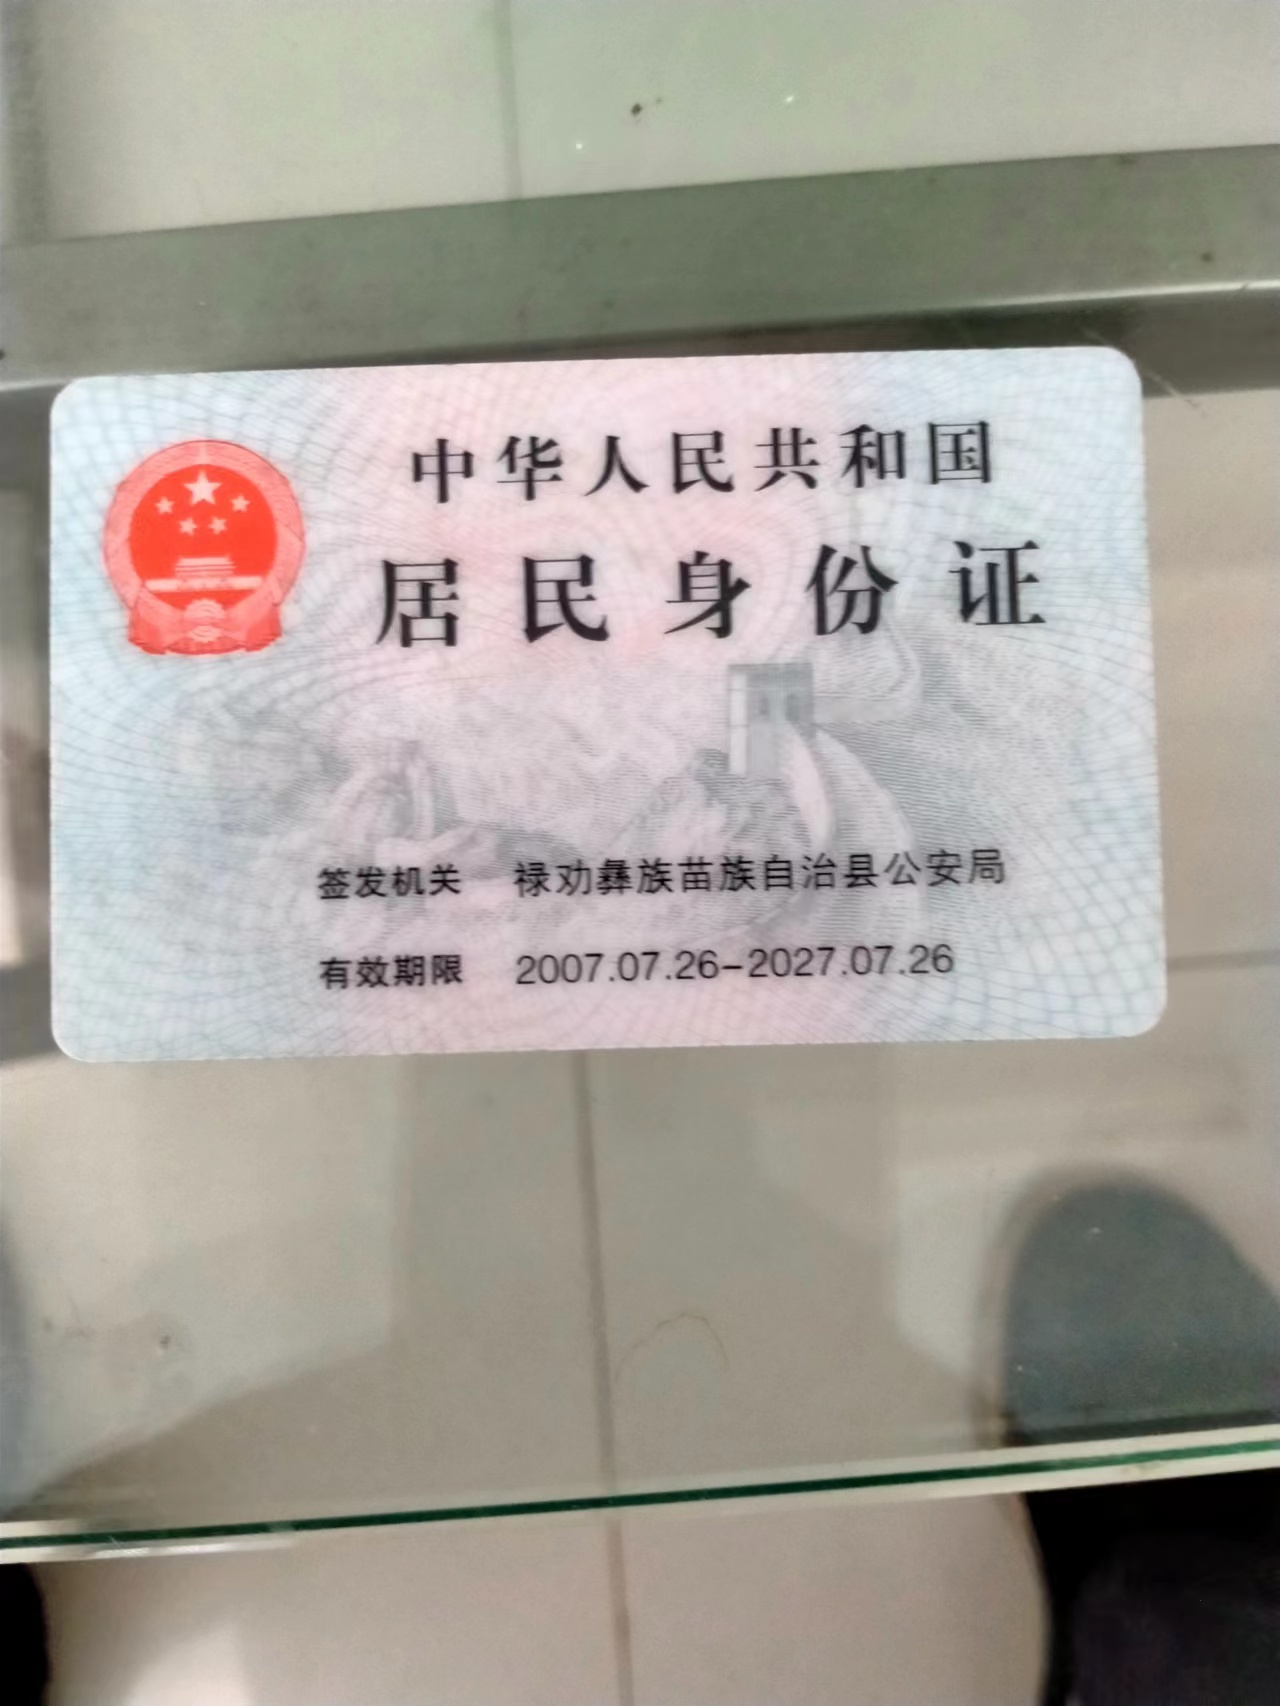 中华人民共和国
居民身份证
签发机关 禄劝彝族苗族自治县公安局
有效期限 2007.07.26-2027.07.26